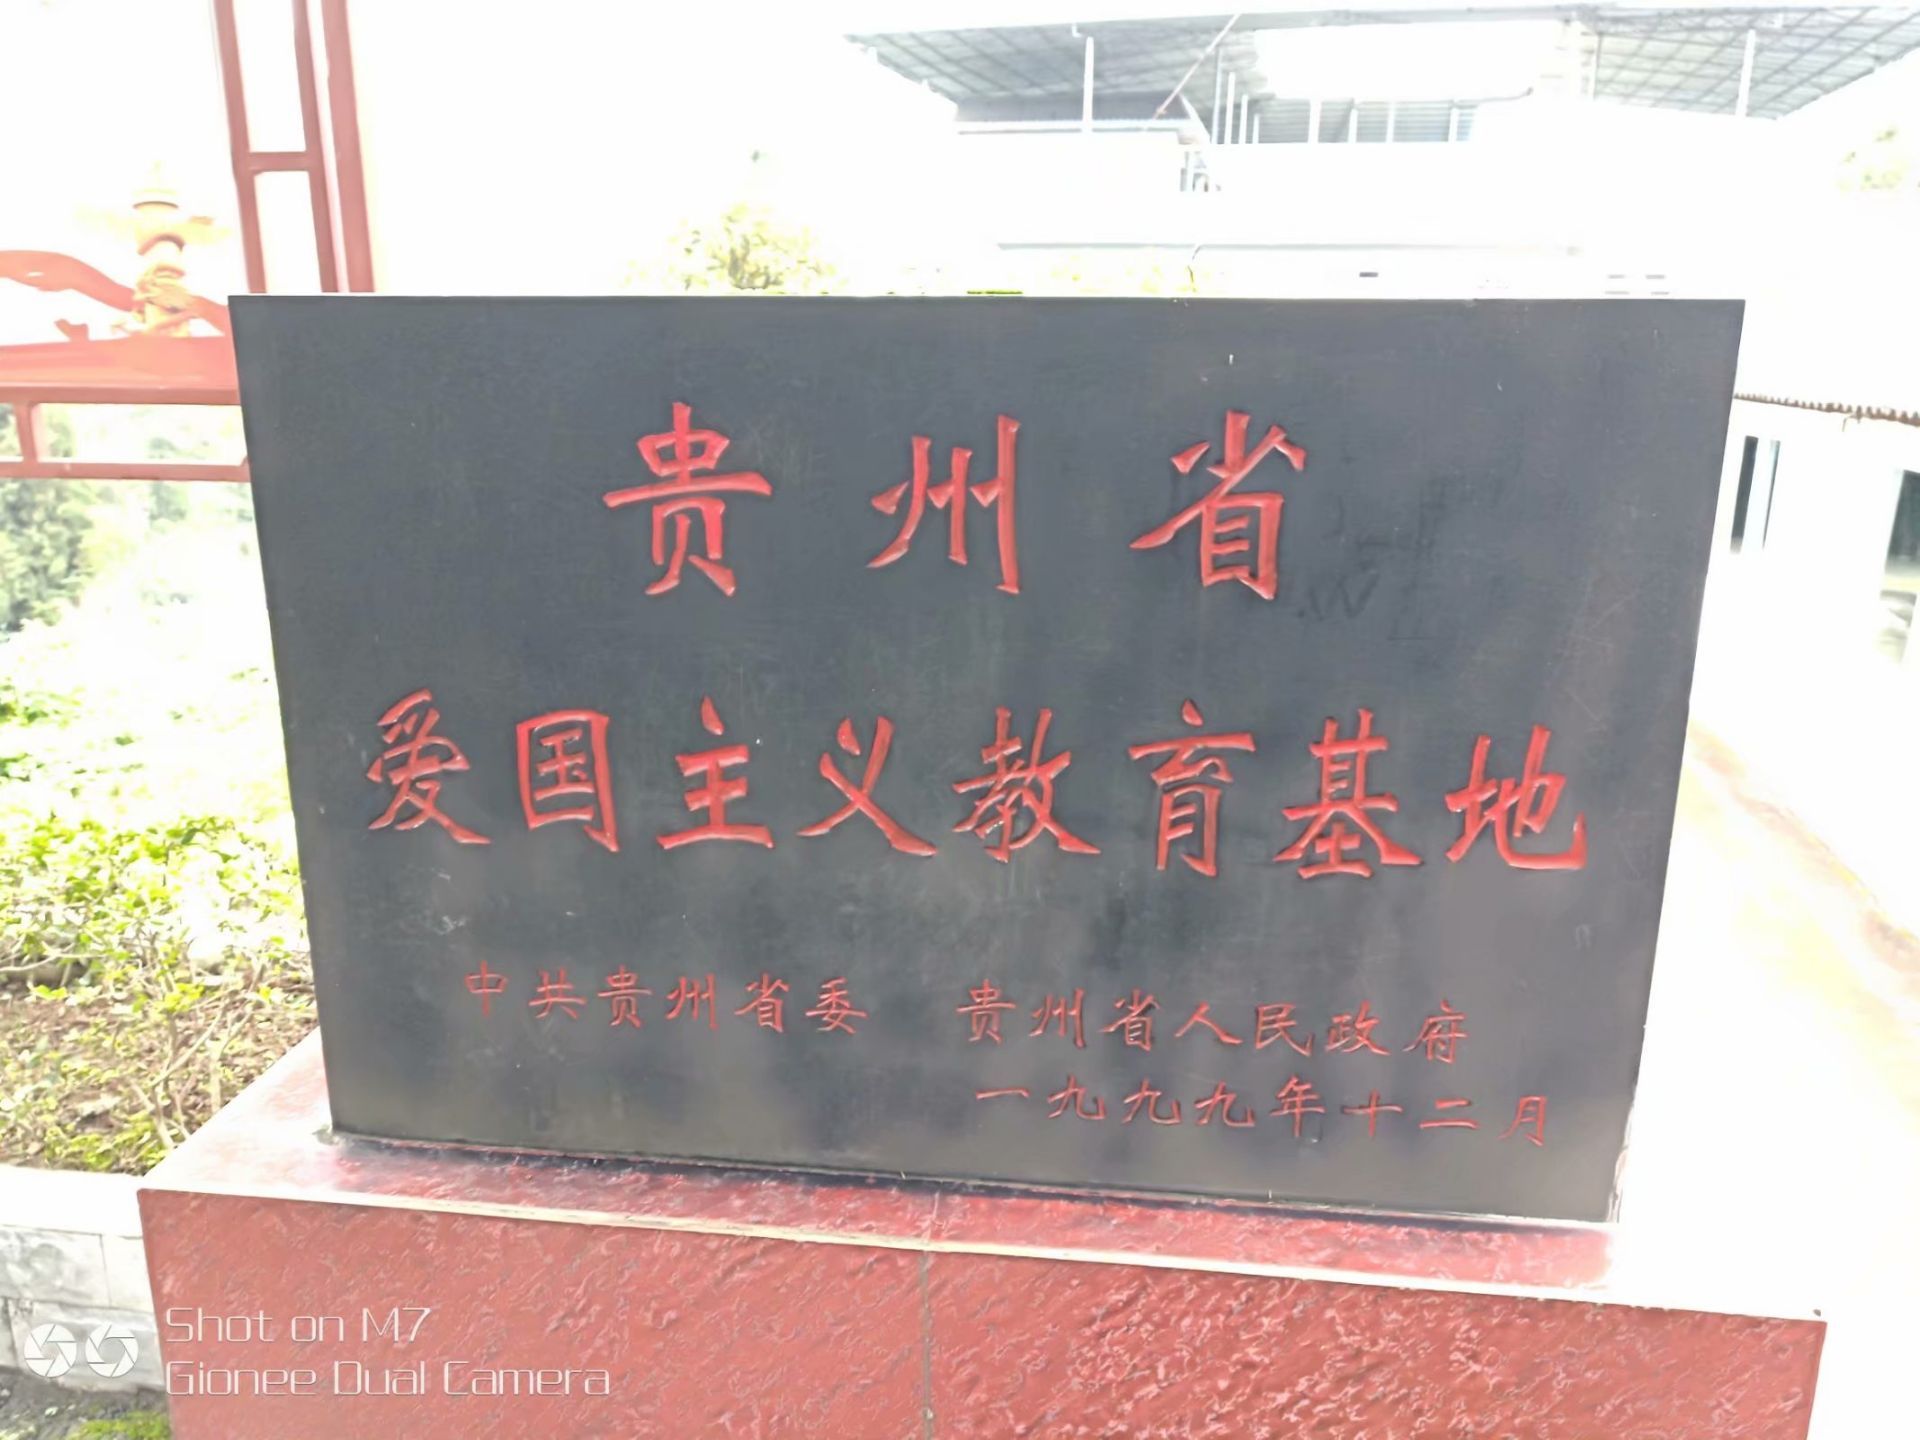 贵州省
爱国主义教育基地
中共贵州省委 贵州省人民政府
一九九九年十二月
Shot on M7
Gionee Dual Camera